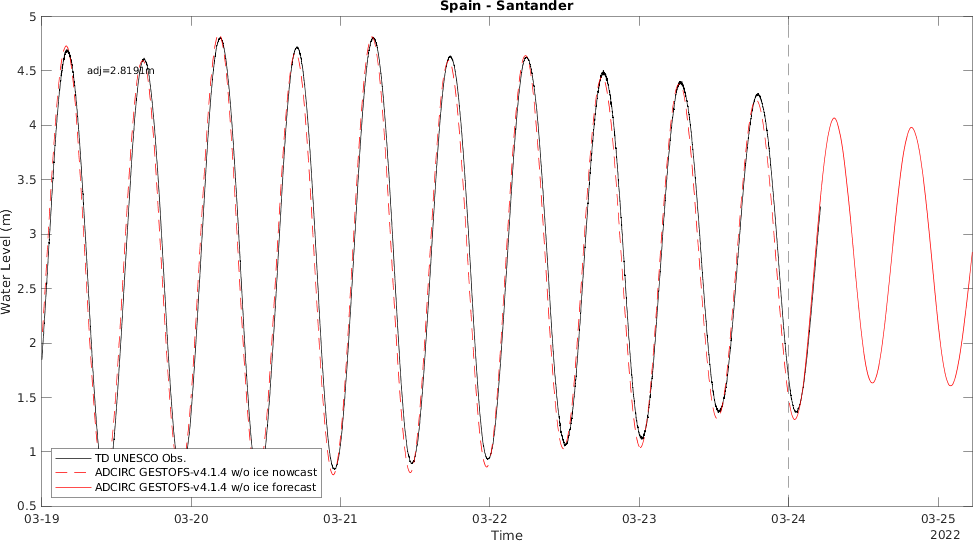 Spain - Santander
5
4.5
4
3.5
3
2.5
2
1.5
1
0.5
Water Level (m)
adj=2.8191m
TD UNESCO Obs.
ADCIRC GESTOFS-v4.1.4 w/o ice nowcast
ADCIRC GESTOFS-v4.1.4 w/o ice forecast
03-19 03-20 03-21 03-22 03-23 03-24 03-25
Time 2022